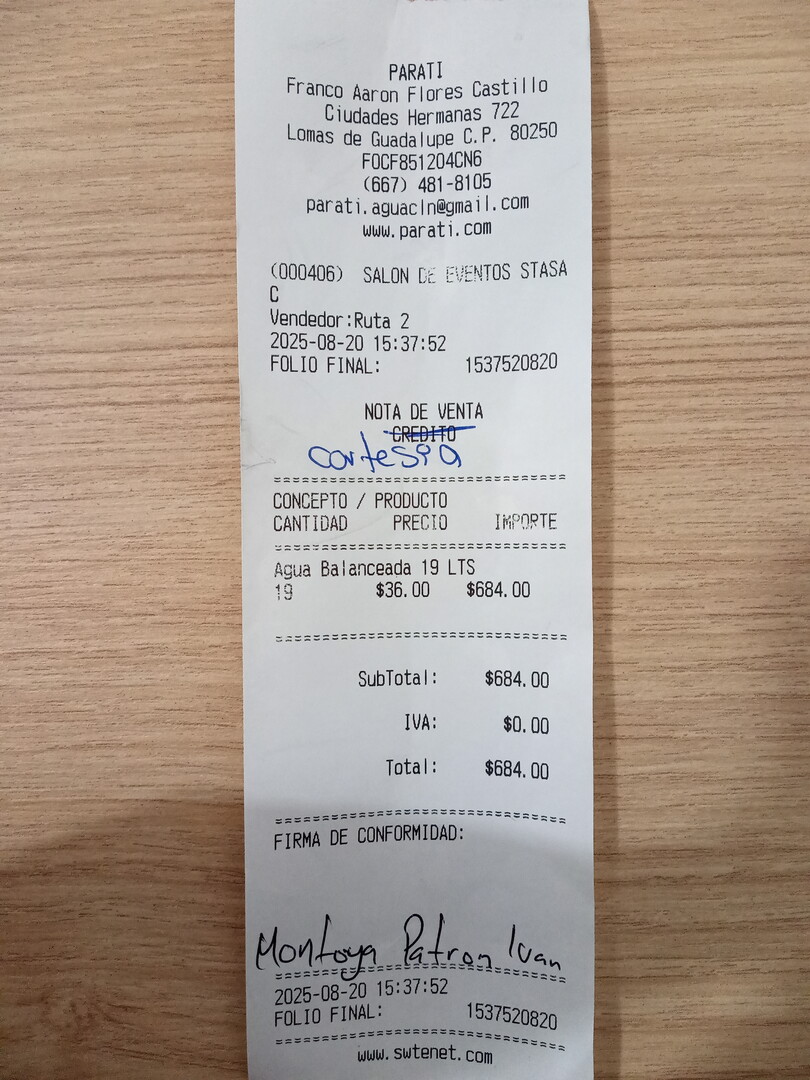 PARATI
Franco Aaron Flores Castillo
Ciudades Hermanas 722
Lomas de Guadalupe C.P. 80250
FOCF851204CN6
(667) 481-8105
parati.aguacln@gmail.com
www.parati.com
(000406) SALON DE EVENTOS STASA
C
Vendedor:Ruta 2
2025-08-20 15:37:52
FOLIO FINAL: 1537520820
NOTA DE VENTA
CREDITO
cortesia
CONCEPTO / PRODUCTO
CANTIDAD PRECIO IMPORTE
Agua Balanceada 19 LTS
19 $36.00 $684.00
SubTotal: $684.00
IVA: $0.00
Total: $684.00
FIRMA DE CONFORMIDAD:
Montoya Patron Ivan
2025-08-20 15:37:52
FOLIO FINAL: 1537520820
www.swtenet.com